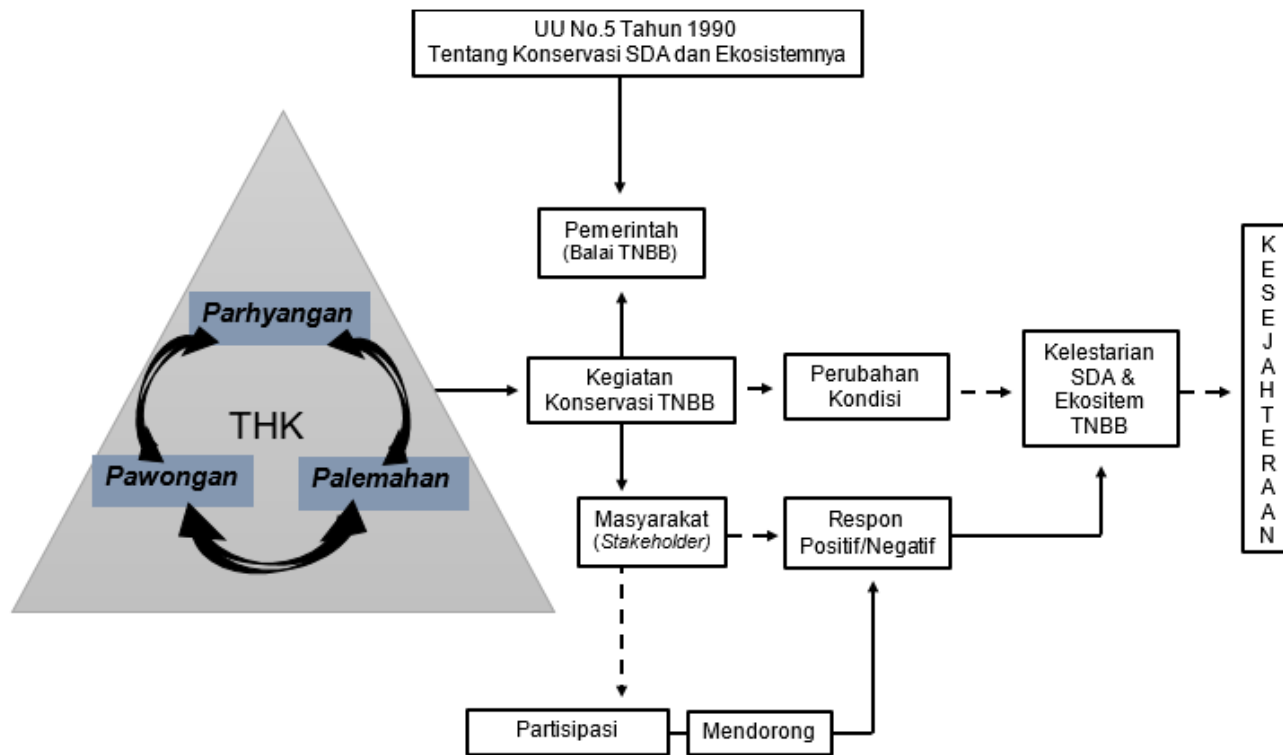 UU No.5 Tahun 1990
Tentang Konservasi SDA dan Ekosistemnya
Pemerintah
(Balai TNBB)
Parhyangan
THK
Pawongan
Palemahan
Kegiatan
Konservasi TNBB
Perubahan
Kondisi
Kelestarian
SDA &
Ekositem
TNBB
K
E
S
E
J
A
H
T
E
R
A
A
N
Masyarakat
(Stakeholder)
Respon
Positif/Negatif
Partisipasi
Mendorong